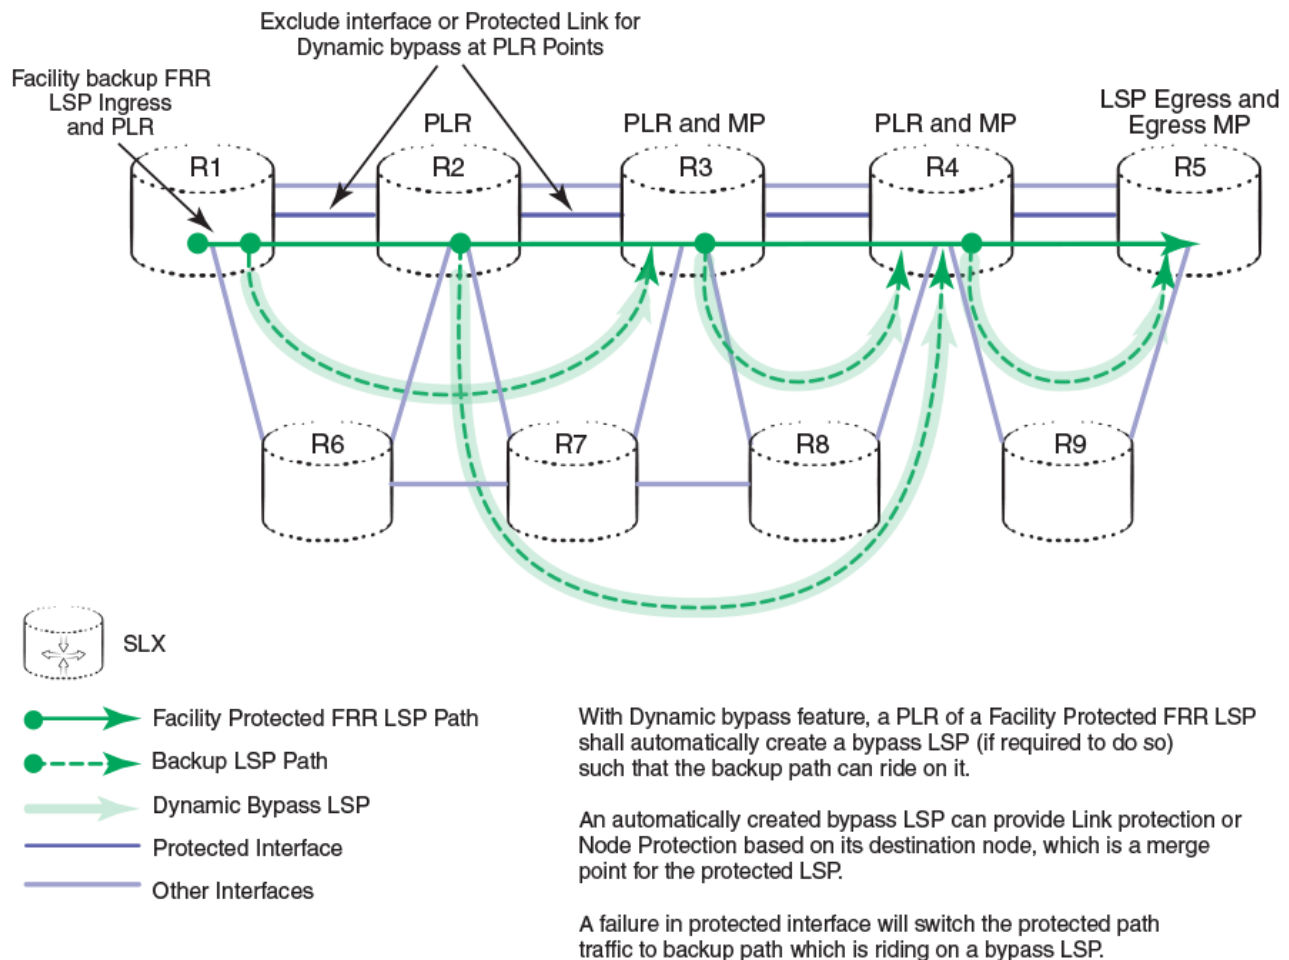 Exclude interface or Protected Link for
Dynamic bypass at PLR Points
Facility backup FRR
LSP Ingress
and PLR
PLR
PLR and MP
PLR and MP
LSP Egress and
Egress MP
R1
R2
R3
R4
R5
R6
R7
R8
R9
SLX
Facility Protected FRR LSP Path
Backup LSP Path
Dynamic Bypass LSP
Protected Interface
Other Interfaces
With Dynamic bypass feature, a PLR of a Facility Protected FRR LSP
shall automatically create a bypass LSP (if required to do so)
such that the backup path can ride on it.
An automatically created bypass LSP can provide Link protection or
Node Protection based on its destination node, which is a merge
point for the protected LSP.
A failure in protected interface will switch the protected path
traffic to backup path which is riding on a bypass LSP.